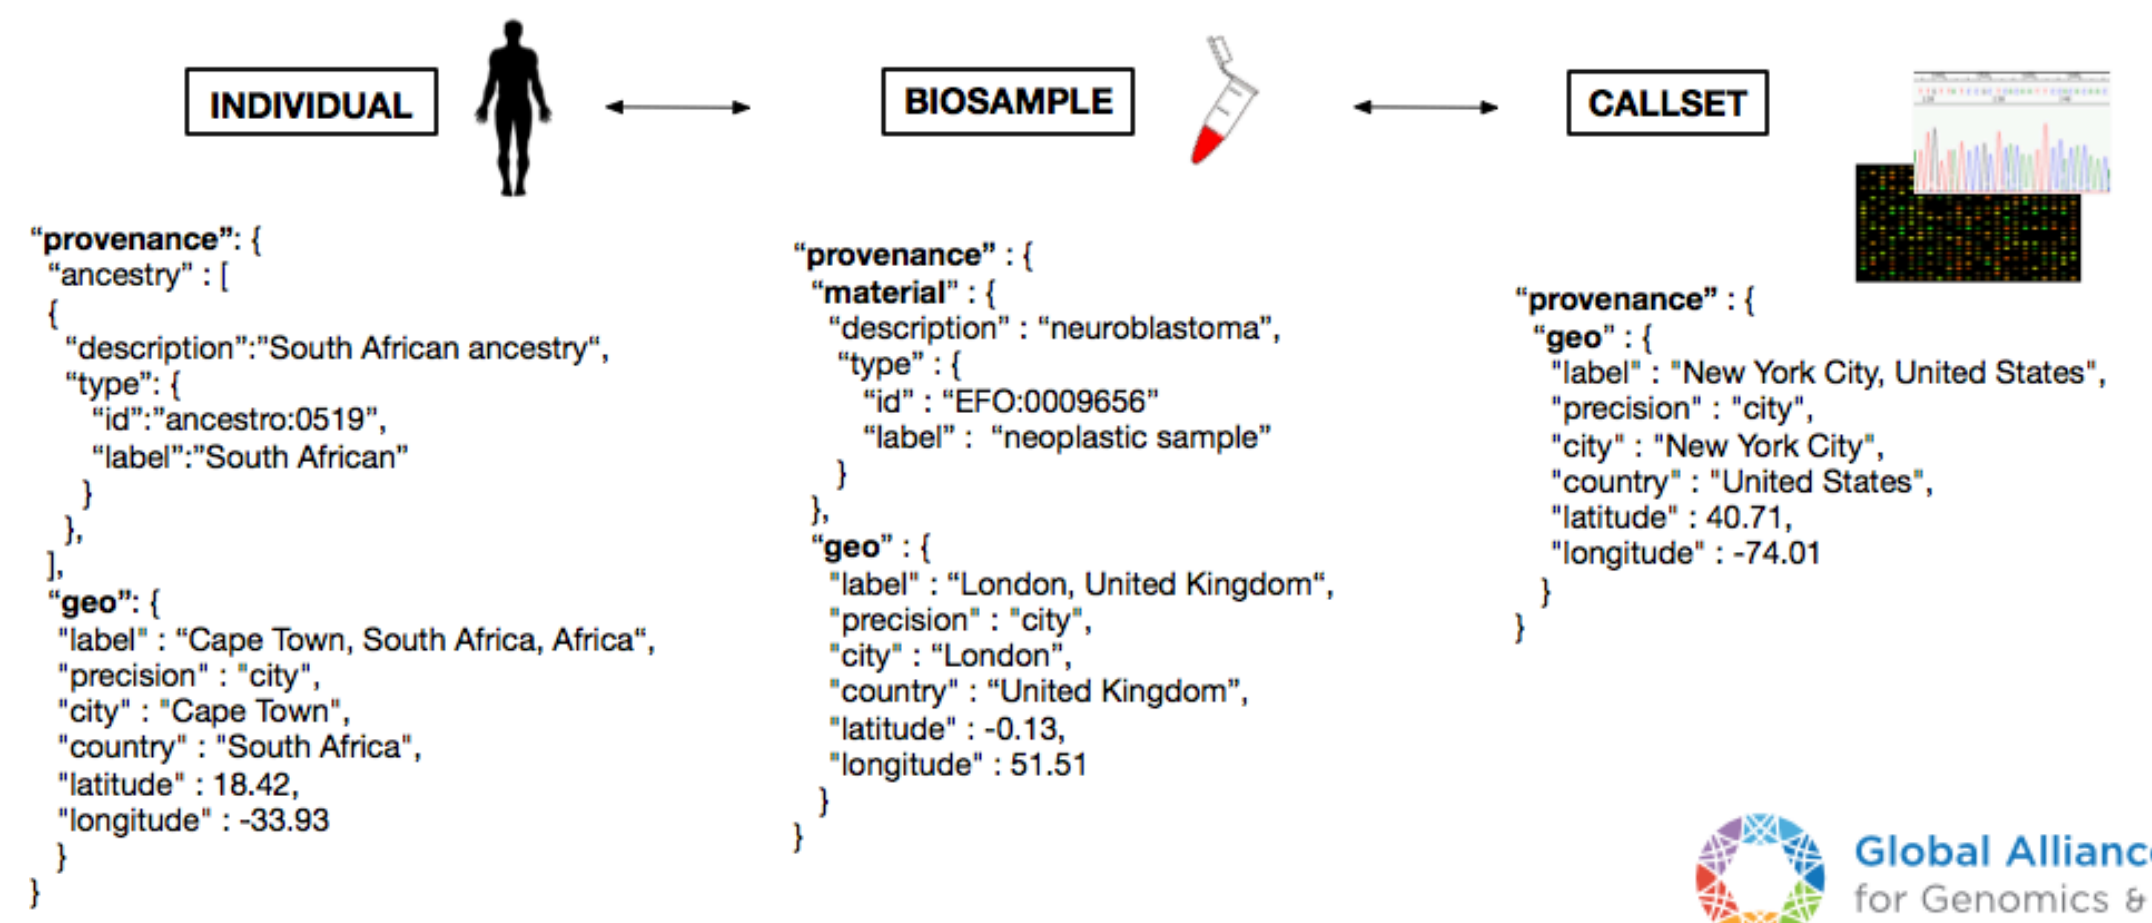 INDIVIDUAL
“provenance”: {
“ancestry” : [
{
“description”:”South African ancestry“,
“type”: {
“id”:”ancestro:0519”,
“label”:”South African”
}
},
],
“geo”: {
"label" : “Cape Town, South Africa, Africa“,
"precision" : "city",
"city" : "Cape Town",
"country" : "South Africa",
"latitude" : 18.42,
"longitude" : -33.93
}
}
BIOSAMPLE
“provenance” : {
“material” : {
“description” : “neuroblastoma”,
“type” : {
“id” : “EFO:0009656”
“label” : “neoplastic sample”
}
},
“geo” : {
"label" : “London, United Kingdom“,
"precision" : "city",
"city" : “London”,
"country" : “United Kingdom”,
"latitude" : -0.13,
"longitude" : 51.51
}
}
CALLSET
“provenance” : {
“geo” : {
"label" : "New York City, United States",
"precision" : "city",
"city" : "New York City",
"country" : "United States",
"latitude" : 40.71,
"longitude" : -74.01
}
}
Global Alliance
for Genomics &